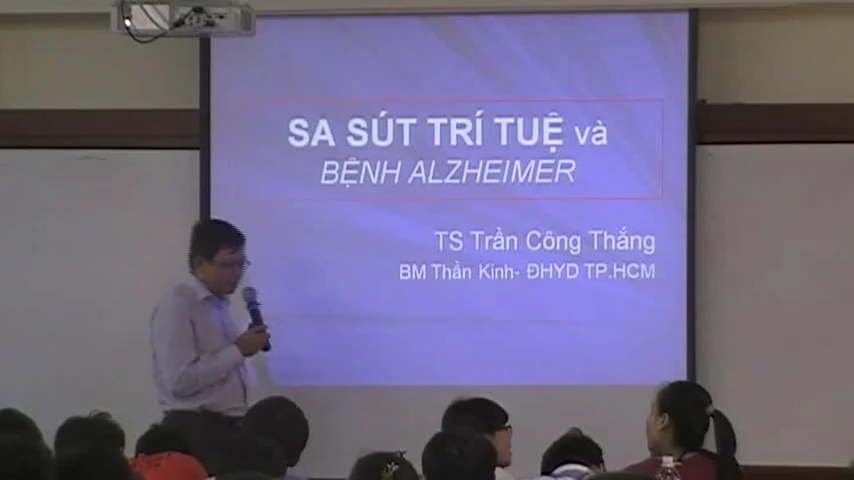 SA SÚT TRÍ TUỆ và
BỆNH ALZHEIMER
TS Trần Công Thắng
BM Thần Kinh- ĐHYD TP.HCM